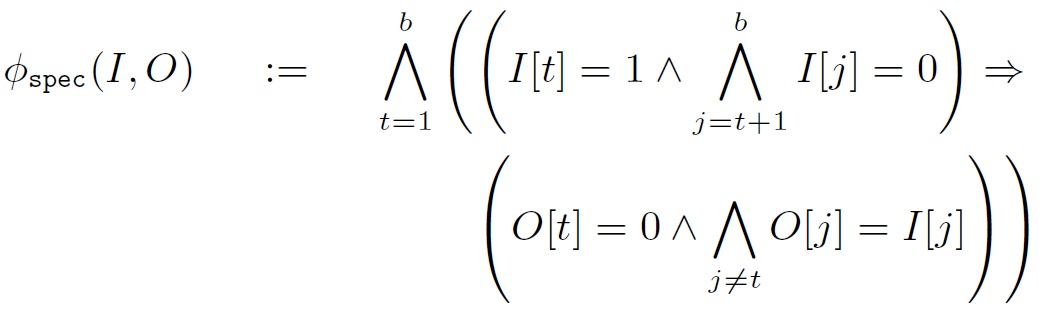 ϕ_spec(I, O) := ⋀_{t=1}^{b} ( ( I[t] = 1 ∧ ⋀_{j=t+1}^{b} I[j] = 0 ) ⇒
( O[t] = 0 ∧ ⋀_{j≠t} O[j] = I[j] ) )